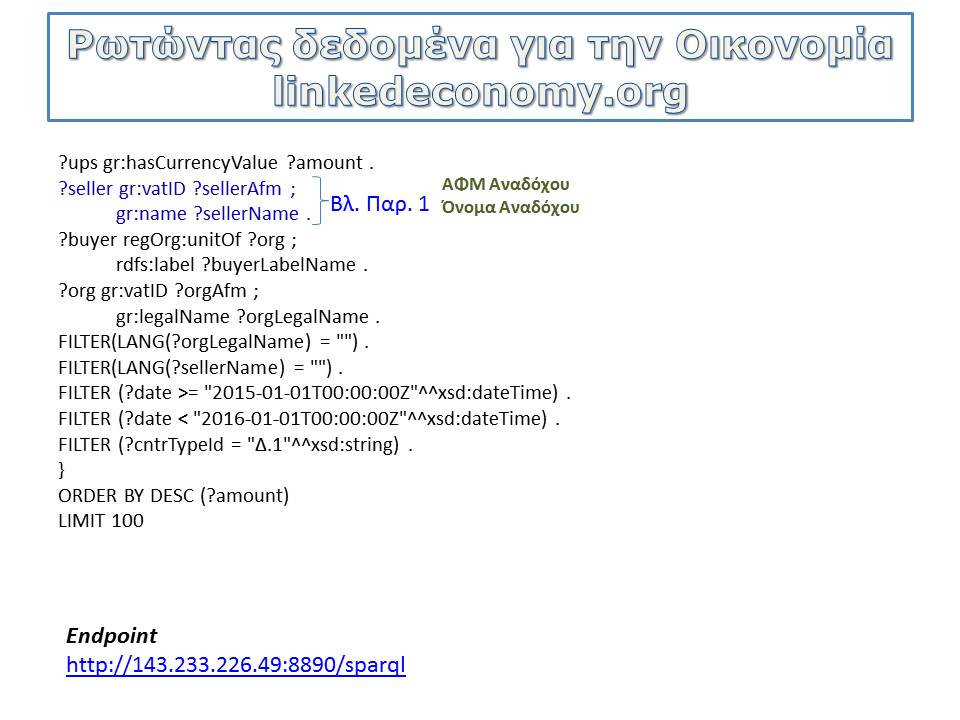 Ρωτώντας δεδομένα για την Οικονομία
linkedeconomy.org
?ups gr:hasCurrencyValue ?amount .
?seller gr:vatID ?sellerAfm ;
gr:name ?sellerName .
Βλ. Παρ. 1
ΑΦΜ Αναδόχου
Όνομα Αναδόχου
?buyer regOrg:unitOf ?org ;
rdfs:label ?buyerLabelName .
?org gr:vatID ?orgAfm ;
gr:legalName ?orgLegalName .
FILTER(LANG(?orgLegalName) = "") .
FILTER(LANG(?sellerName) = "") .
FILTER (?date >= "2015-01-01T00:00:00Z"^^xsd:dateTime) .
FILTER (?date < "2016-01-01T00:00:00Z"^^xsd:dateTime) .
FILTER (?cntrTypeId = "Δ.1"^^xsd:string) .
}
ORDER BY DESC (?amount)
LIMIT 100
Endpoint
http://143.233.226.49:8890/sparql